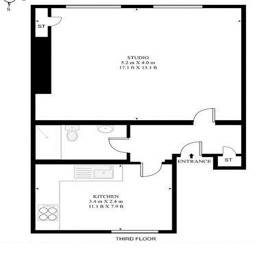 S
ST
STUDIO
5.2 m X 4.0 m
17.1 ft X 13.1 ft
ENTRANCE
ST
KITCHEN
3.4 m X 2.4 m
11.1 ft X 7.9 ft
THIRD FLOOR